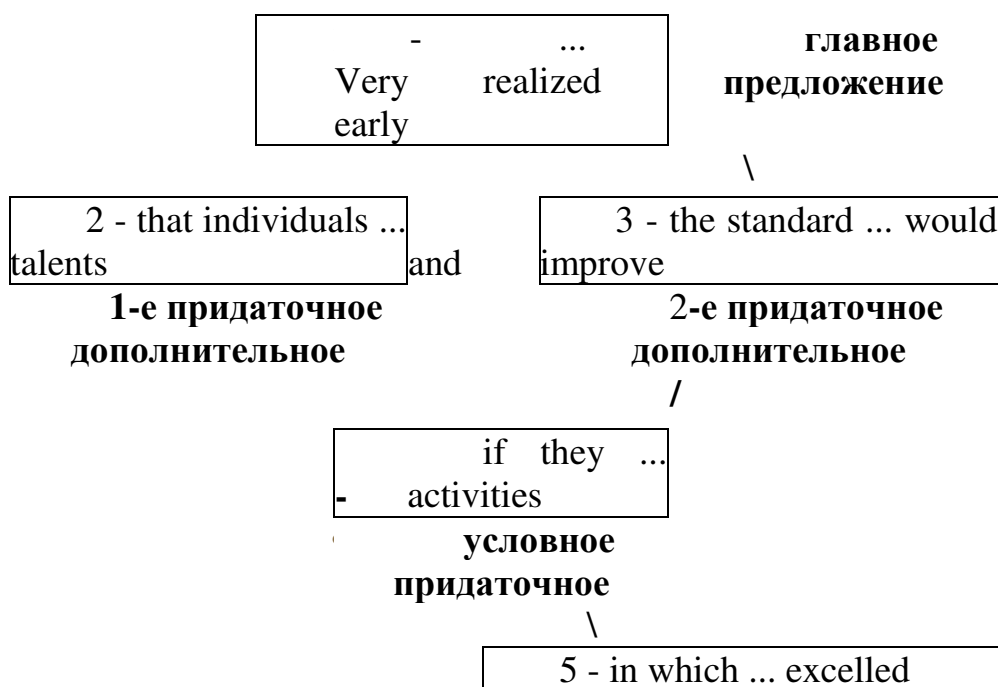 - ... главное
Very realized предложение
early
\
2 - that individuals ... 3 - the standard ... would
talents and improve
1-е придаточное 2-е придаточное
дополнительное дополнительное
/
if they ...
- activities
условное
придаточное
\
5 - in which ... excelled